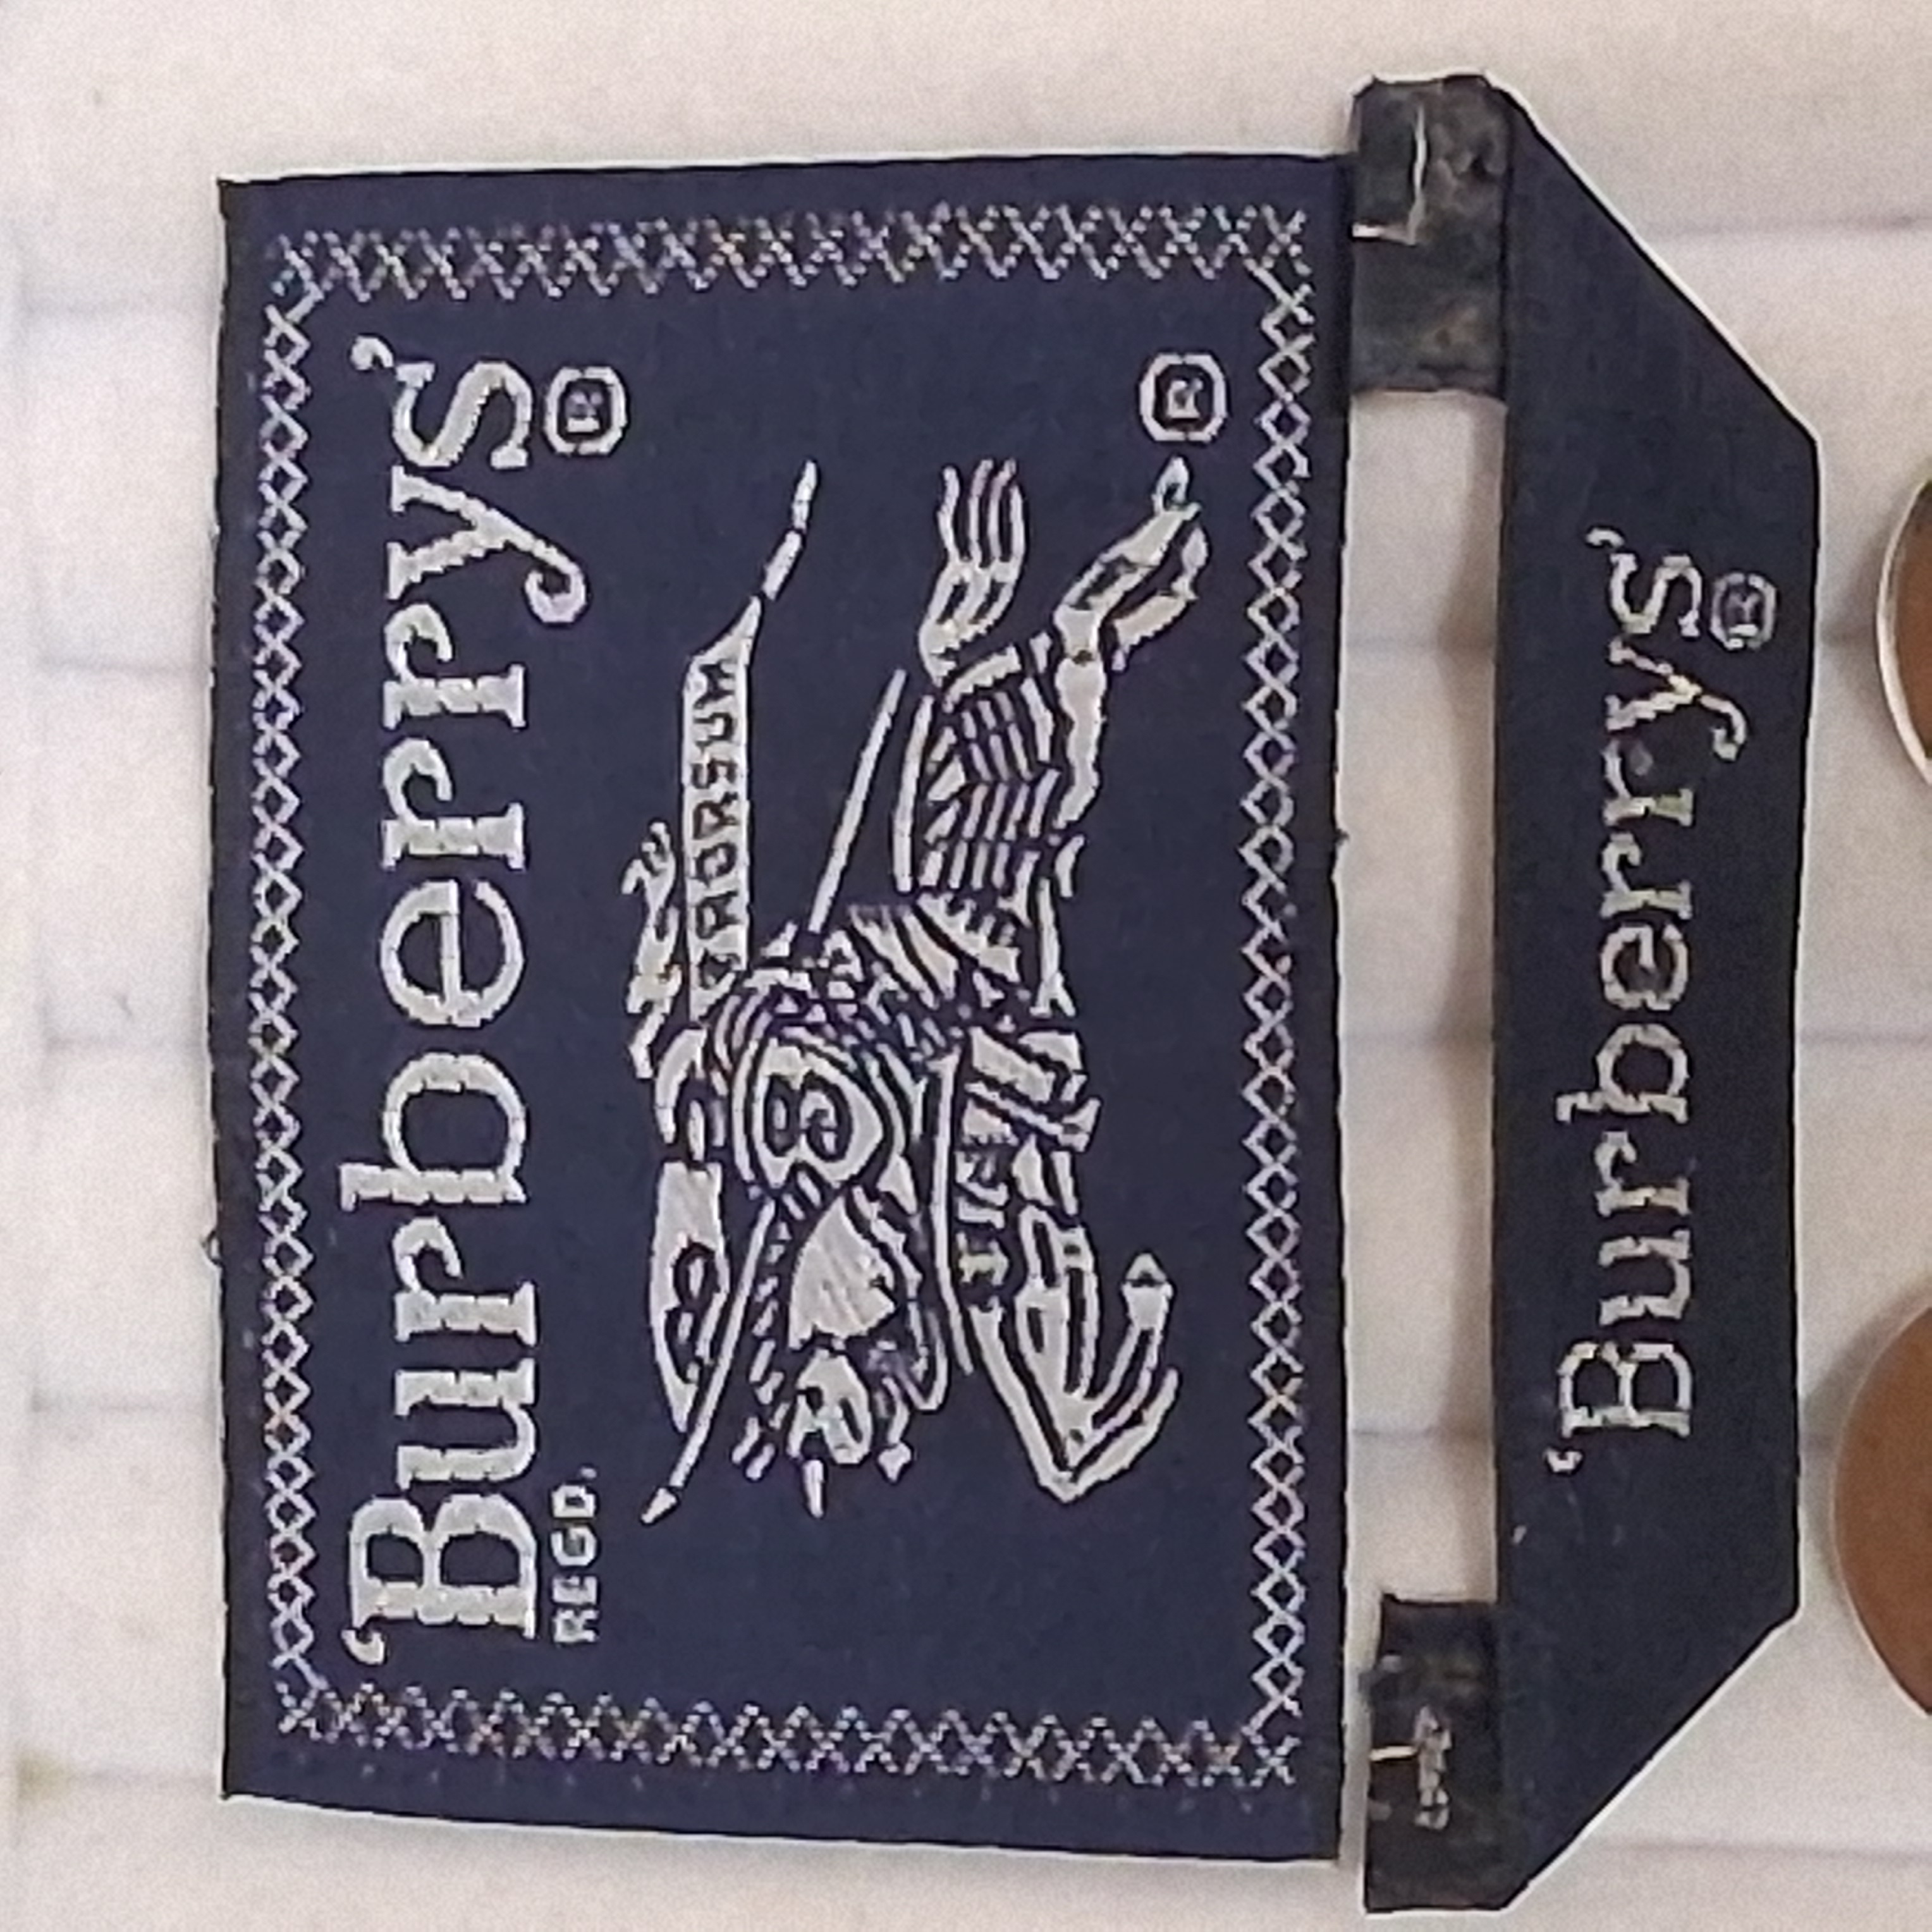 'Burberrys'
REGD. ®
PRORSUM
B
®
'Burberrys'
®